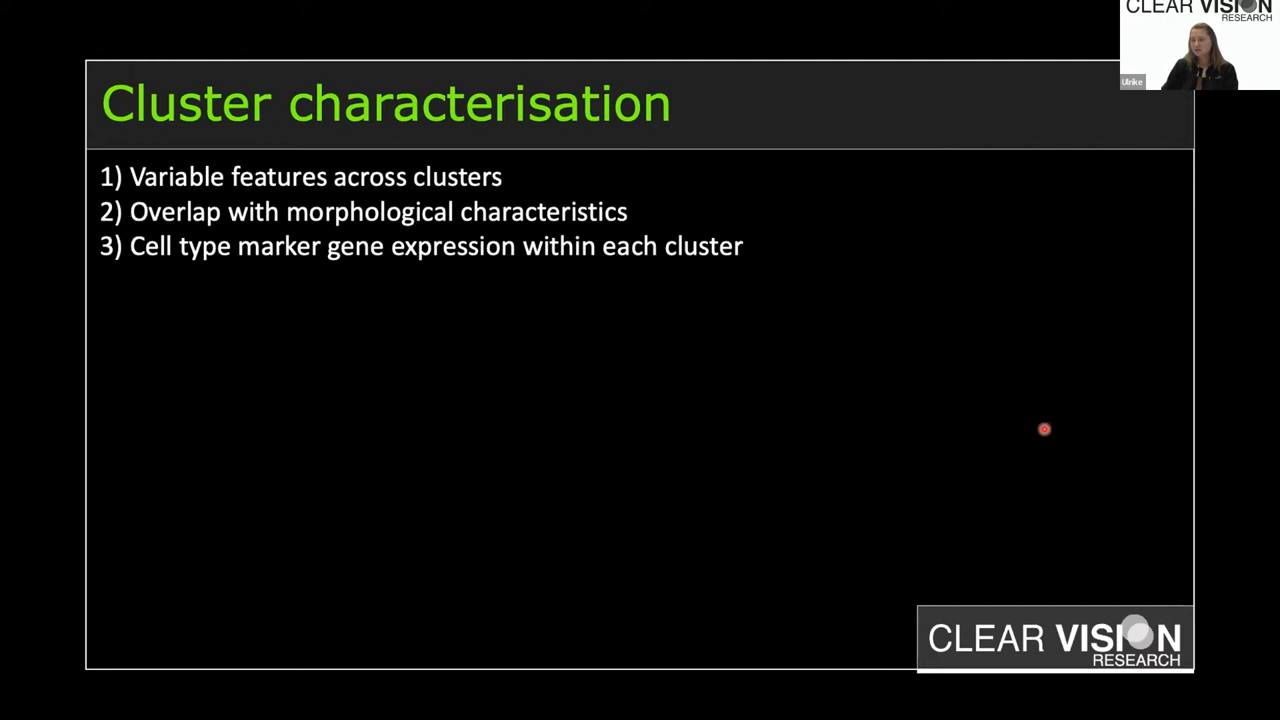 CLEAR VISION
RESEARCH
Ulrike
Cluster characterisation
1) Variable features across clusters
2) Overlap with morphological characteristics
3) Cell type marker gene expression within each cluster
CLEAR VISION
RESEARCH